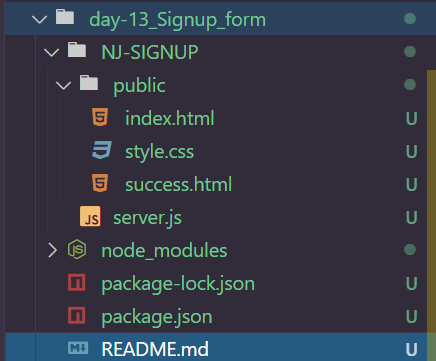 day-13_Signup_form
NJ-SIGNUP
public
index.html U
style.css U
success.html U
JS server.js U
JS node_modules
package-lock.json U
package.json U
README.md U